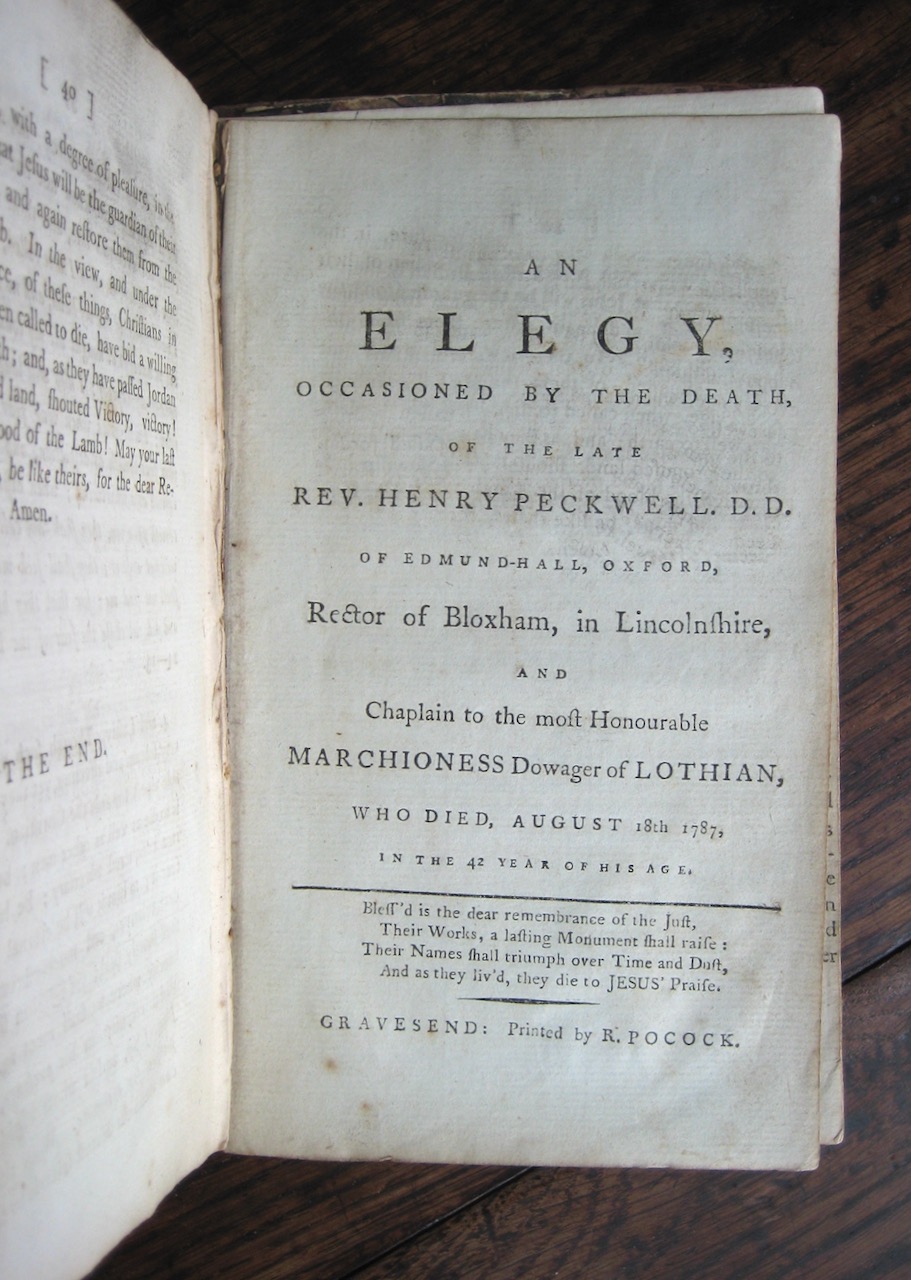 [ 40 ]
with a degree of pleasure, in
at Jeſus will be the guardian of their
and again reſtore them from the
b. In the view, and under the
ce, of theſe things, Chriſtians in
en called to die, have bid a willing
h; and, as they have paſſed Jordan
d land, ſhouted Victory, victory!
ood of the Lamb! May your laſt
, be like theirs, for the dear Re-
Amen.
THE END.
AN
ELEGY,
OCCASIONED BY THE DEATH,
OF THE LATE
REV. HENRY PECKWELL. D. D.
OF EDMUND-HALL, OXFORD,
Rector of Bloxham, in Lincolnſhire,
AND
Chaplain to the moſt Honourable
MARCHIONESS Dowager of LOTHIAN,
WHO DIED, AUGUST 18th 1787,
IN THE 42 YEAR OF HIS AGE.
Bleſſ'd is the dear remembrance of the Juſt,
Their Works, a laſting Monument ſhall raiſe :
Their Names ſhall triumph over Time and Duſt,
And as they liv'd, they die to JESUS' Praiſe.
GRAVESEND: Printed by R. POCOCK.